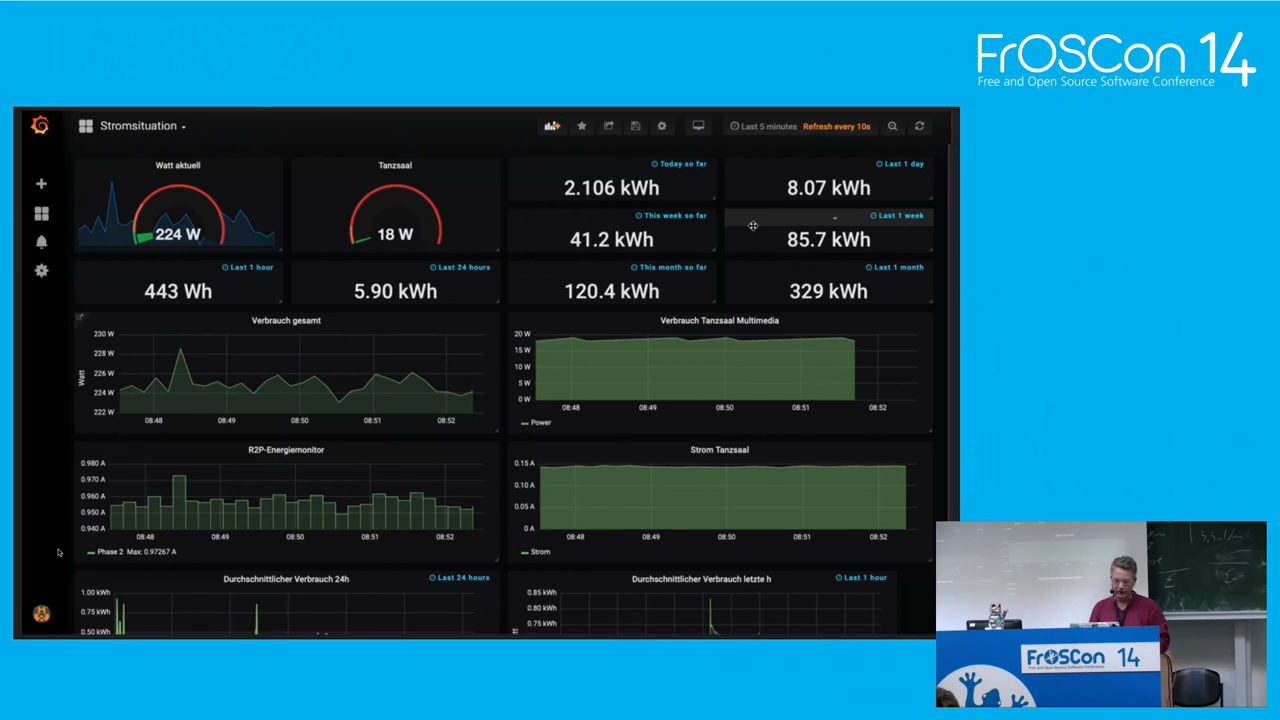 FrOSCon 14
Free and Open Source Software Conference
Stromsituation
Last 5 minutes Refresh every 10s
Watt aktuell
224 W
Tanzsaal
18 W
Today so far
2.106 kWh
Last 1 day
8.07 kWh
This week so far
41.2 kWh
Last 1 week
85.7 kWh
Last 1 hour
443 Wh
Last 24 hours
5.90 kWh
This month so far
120.4 kWh
Last 1 month
329 kWh
Verbrauch gesamt
230 W
228 W
226 W
224 W
222 W
Watt
08:48 08:49 08:50 08:51 08:52
Verbrauch Tanzsaal Multimedia
20 W
15 W
10 W
5 W
0 W
08:48 08:49 08:50 08:51 08:52
Power
R2P-Energiemonitor
0.980 A
0.970 A
0.960 A
0.950 A
0.940 A
08:48 08:49 08:50 08:51 08:52
Phase 2 Max: 0.97267 A
Strom Tanzsaal
0.15 A
0.10 A
0.05 A
0 A
08:48 08:49 08:50 08:51 08:52
Strom
Durchschnittlicher Verbrauch 24h
Last 24 hours
1.00 kWh
0.75 kWh
0.50 kWh
Durchschnittlicher Verbrauch letzte h
Last 1 hour
0.85 kWh
0.80 kWh
0.75 kWh
FrOSCon 14
Free and Open Source Software Conference